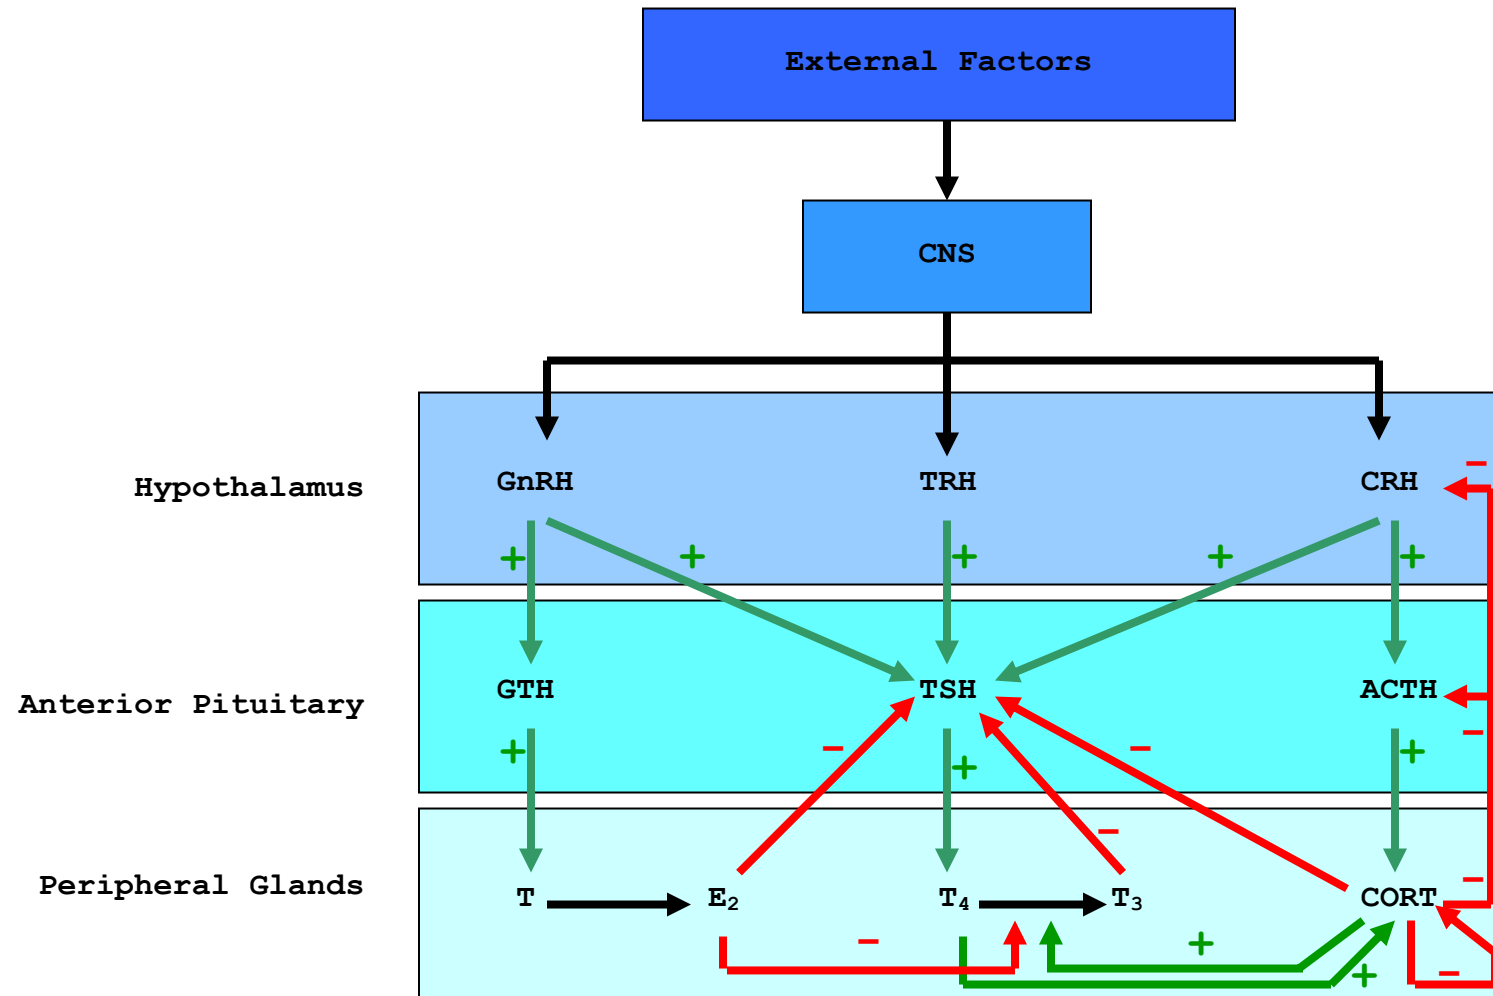 External Factors
CNS
Hypothalamus GnRH TRH CRH −
+ + + + +
Anterior Pituitary GTH TSH ACTH
−
+ − + − +
−
Peripheral Glands T E₂ T₄ T₃ CORT −
− + + −